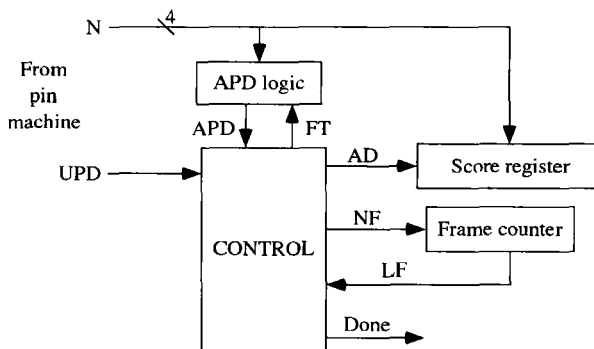 N
4
From
pin
machine
APD logic
APD
FT
UPD
AD
Score register
NF
Frame counter
CONTROL
LF
Done